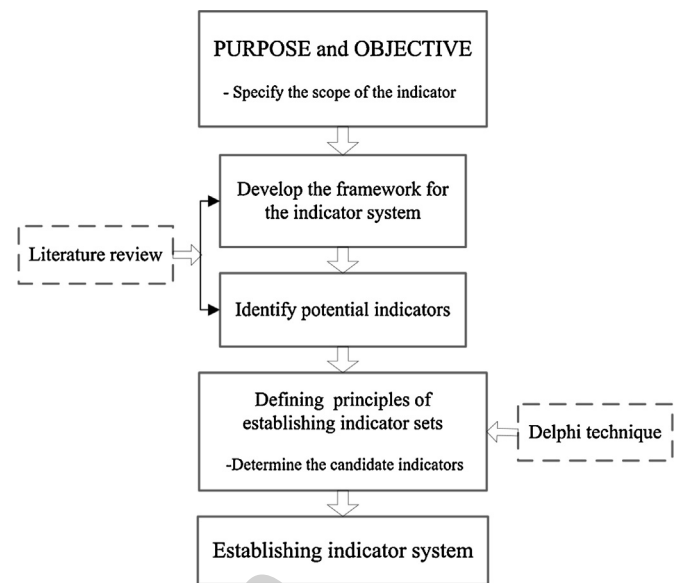 PURPOSE and OBJECTIVE
- Specify the scope of the indicator
Develop the framework for
the indicator system
Literature review
Identify potential indicators
Defining principles of
establishing indicator sets
-Determine the candidate indicators
Delphi technique
Establishing indicator system